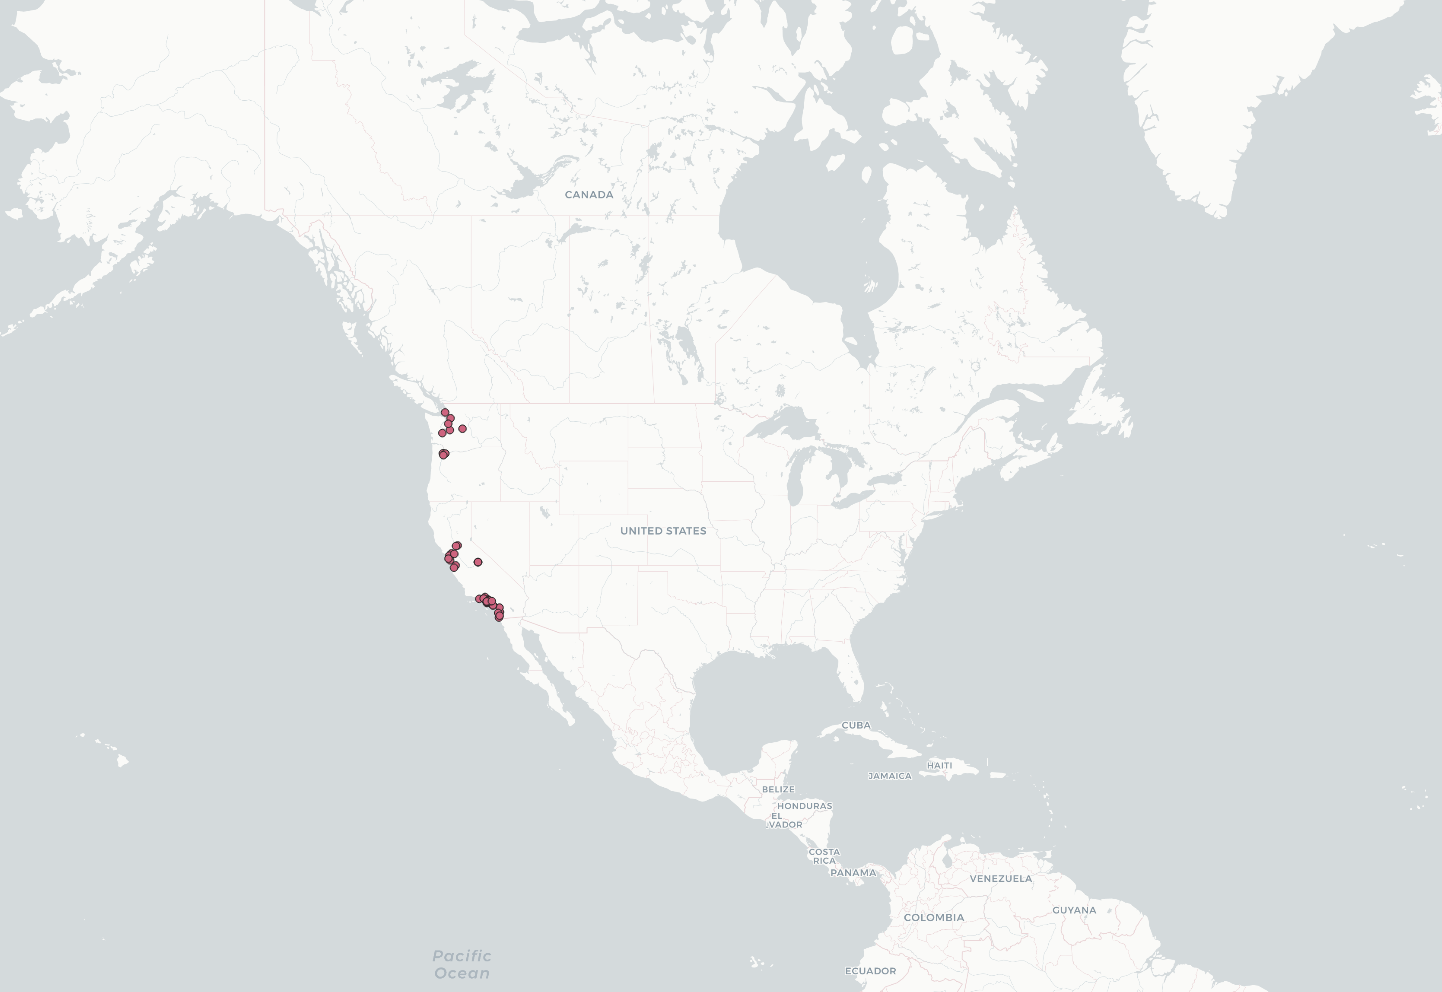 CANADA
UNITED STATES
CUBA
HAITI
JAMAICA
BELIZE
HONDURAS
EL
.VADOR
COSTA
RICA
PANAMA
VENEZUELA
GUYANA
COLOMBIA
Pacific
Ocean
ECUADOR